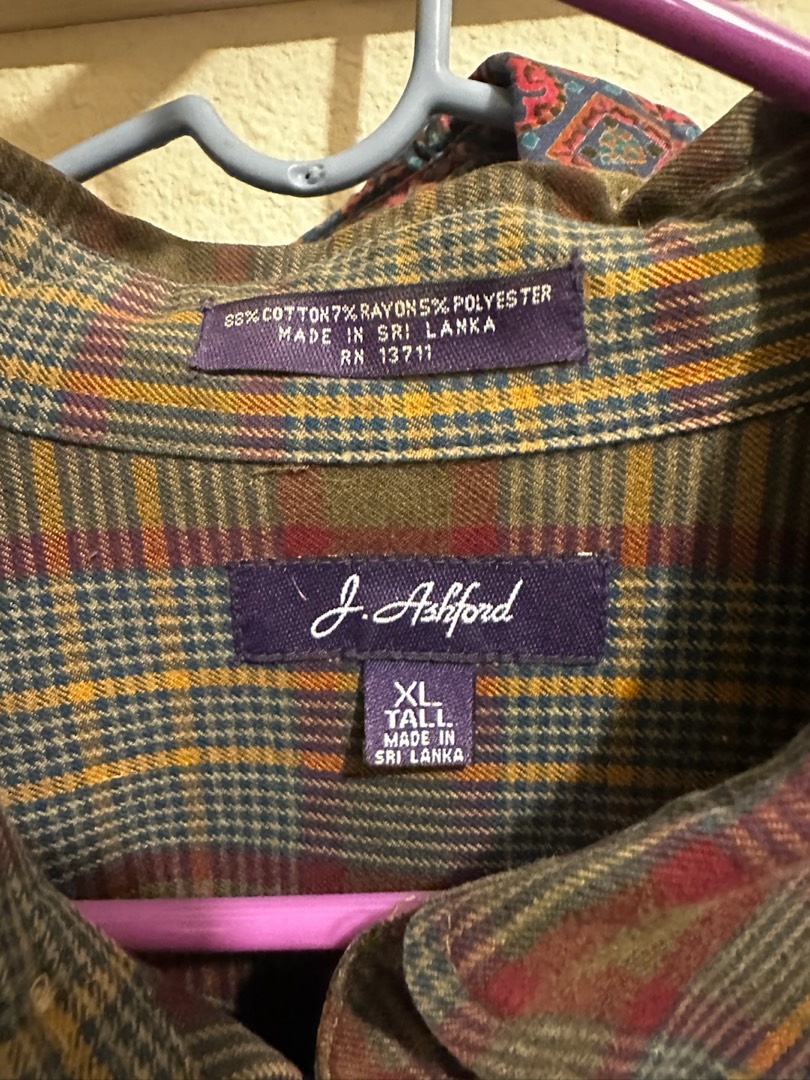 88% COTTON 7% RAYON 5% POLYESTER
MADE IN SRI LANKA
RN 13711
J. Ashford
XL
TALL
MADE IN
SRI LANKA